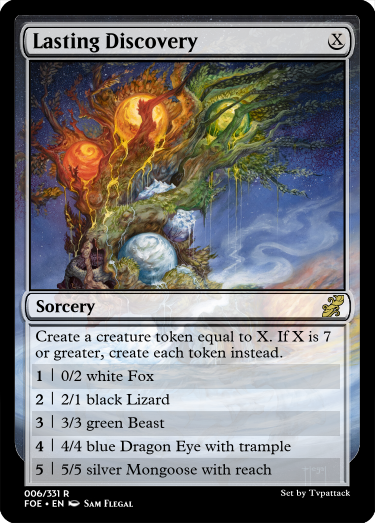 Lasting Discovery X
Sorcery
Create a creature token equal to X. If X is 7
or greater, create each token instead.
1 | 0/2 white Fox
2 | 2/1 black Lizard
3 | 3/3 green Beast
4 | 4/4 blue Dragon Eye with trample
5 | 5/5 silver Mongoose with reach
006/331 R
FOE • EN Sam Flegal
Set by Tvpattack